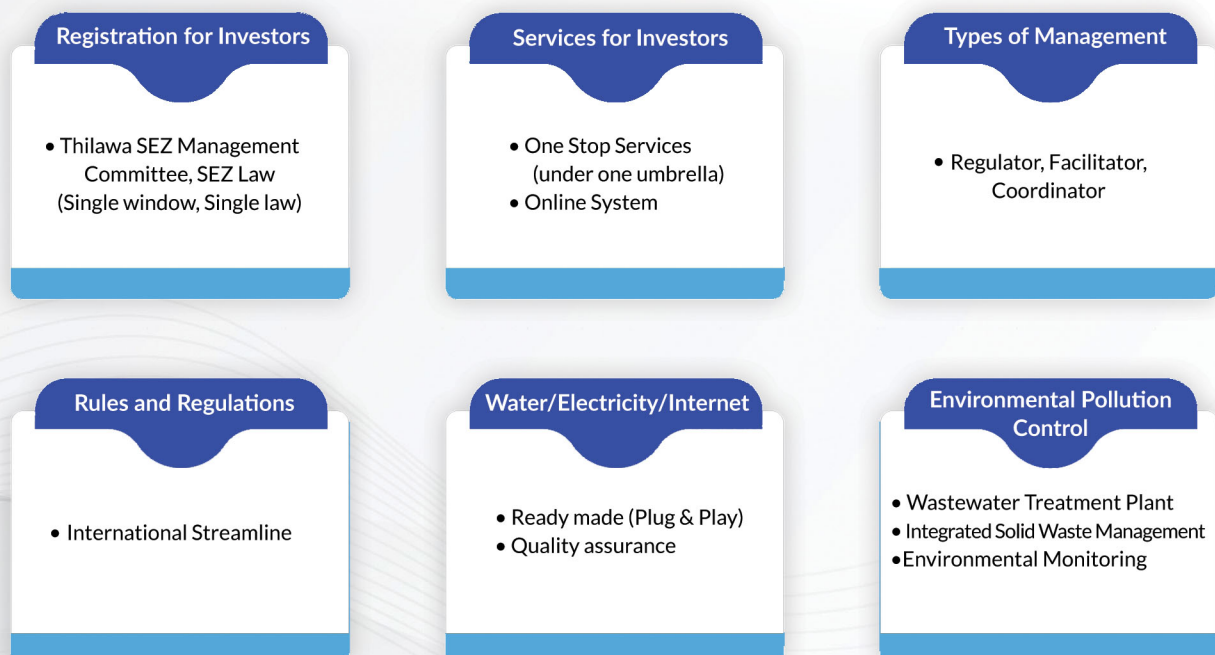 Registration for Investors
• Thilawa SEZ Management
Committee, SEZ Law
(Single window, Single law)
Services for Investors
• One Stop Services
(under one umbrella)
• Online System
Types of Management
• Regulator, Facilitator,
Coordinator
Rules and Regulations
• International Streamline
Water/Electricity/Internet
• Ready made (Plug & Play)
• Quality assurance
Environmental Pollution
Control
• Wastewater Treatment Plant
• Integrated Solid Waste Management
•Environmental Monitoring